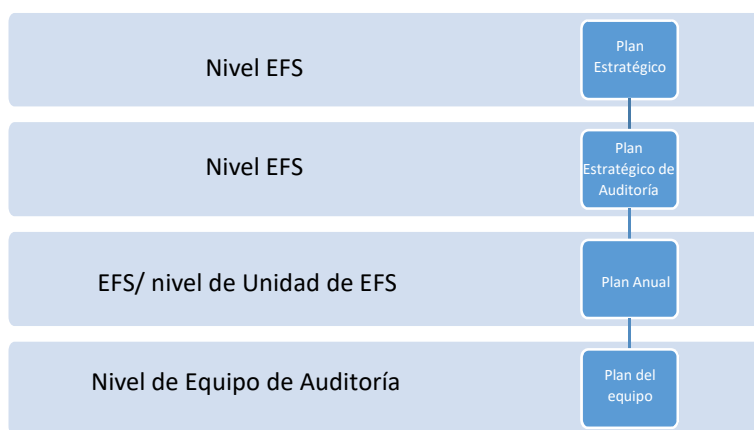 Nivel EFS
Plan
Estratégico
Nivel EFS
Plan
Estratégico de
Auditoría
EFS/ nivel de Unidad de EFS
Plan Anual
Nivel de Equipo de Auditoría
Plan del
equipo